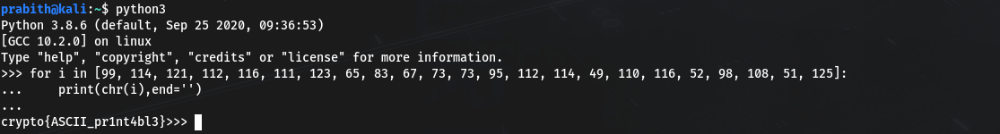 prabith@kali:~$ python3
Python 3.8.6 (default, Sep 25 2020, 09:36:53)
[GCC 10.2.0] on linux
Type "help", "copyright", "credits" or "license" for more information.
>>> for i in [99, 114, 121, 112, 116, 111, 123, 65, 83, 67, 73, 73, 95, 112, 114, 49, 110, 116, 52, 98, 108, 51, 125]:
...     print(chr(i),end='')
...
crypto{ASCII_pr1nt4bl3}>>>